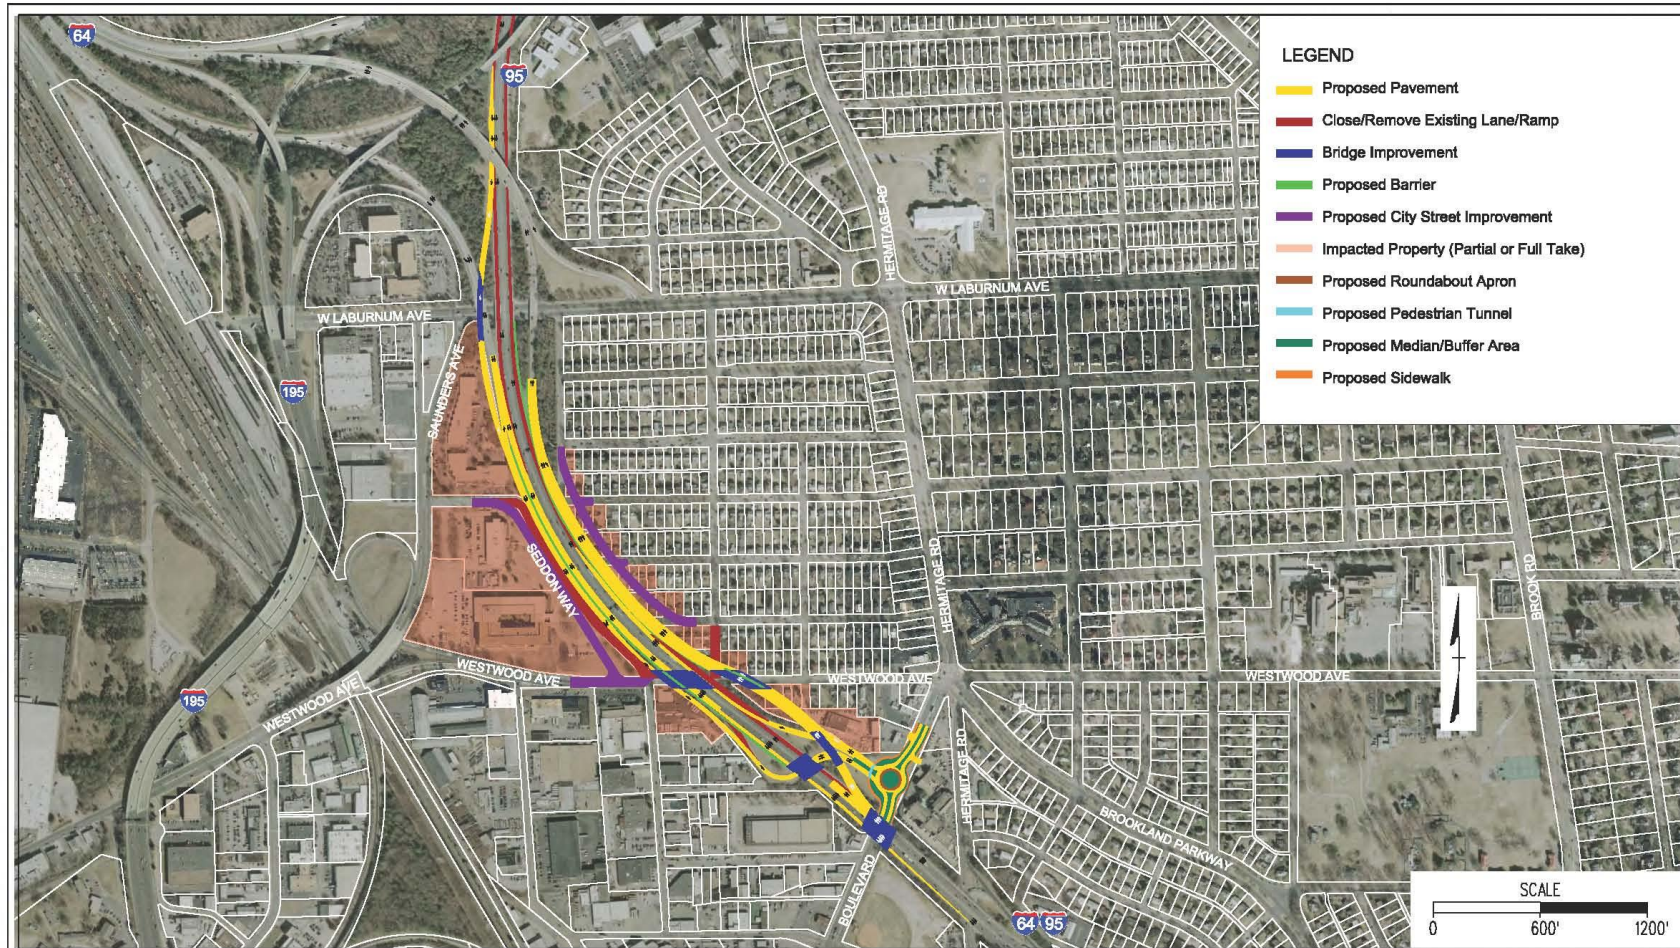 64
95
LEGEND
Proposed Pavement
Close/Remove Existing Lane/Ramp
Bridge Improvement
Proposed Barrier
Proposed City Street Improvement
Impacted Property (Partial or Full Take)
Proposed Roundabout Apron
Proposed Pedestrian Tunnel
Proposed Median/Buffer Area
Proposed Sidewalk
HERMITAGE RD
W LABURNUM AVE
W LABURNUM AVE
SAUNDERS AVE
195
SEDDON WAY
HERMITAGE RD
BROOK RD
WESTWOOD AVE
WESTWOOD AVE
WESTWOOD AVE
WESTWOOD AVE
195
HERMITAGE RD
BROOKLAND PARKWAY
BOULEVARD
64 95
SCALE
0 600' 1200'